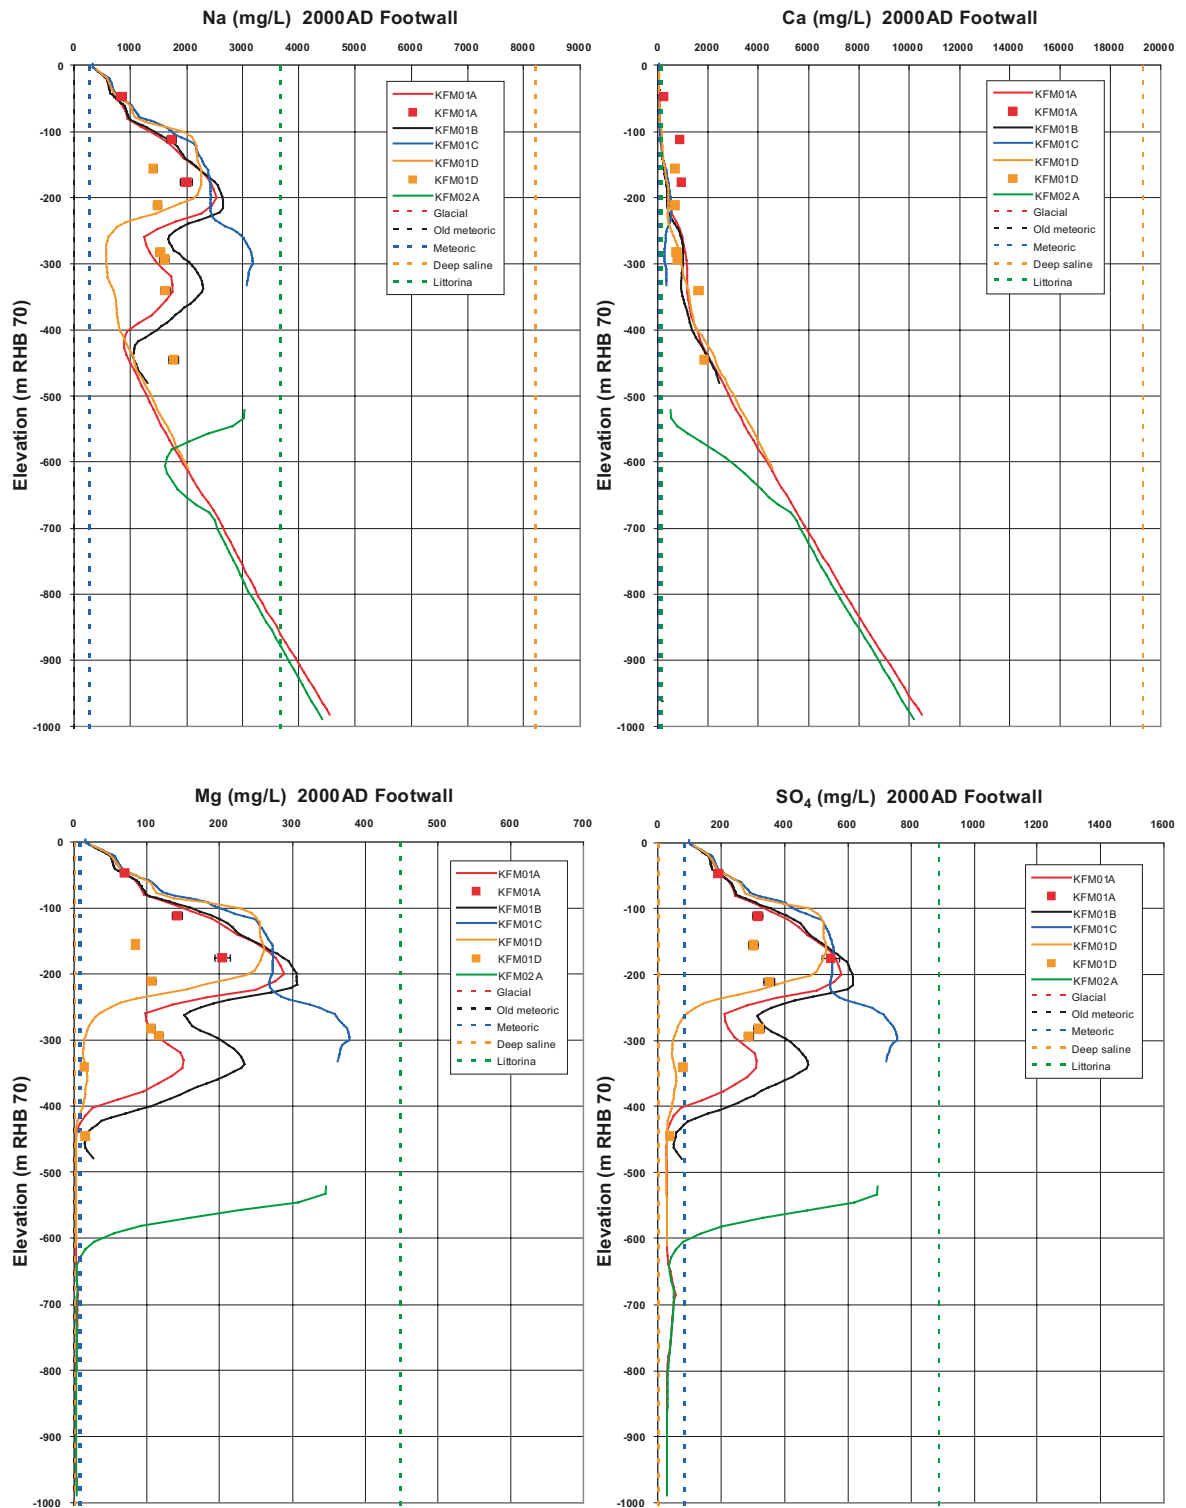 Na (mg/L)  2000AD Footwall
0 1000 2000 3000 4000 5000 6000 7000 8000 9000
0
-100
-200
-300
-400
-500
-600
-700
-800
-900
-1000
Elevation (m RHB 70)
KFM01A
KFM01A
KFM01B
KFM01C
KFM01D
KFM01D
KFM02A
Glacial
Old meteoric
Meteoric
Deep saline
Littorina
Ca (mg/L)  2000AD Footwall
0 2000 4000 6000 8000 10000 12000 14000 16000 18000 20000
0
-100
-200
-300
-400
-500
-600
-700
-800
-900
-1000
Elevation (m RHB 70)
KFM01A
KFM01A
KFM01B
KFM01C
KFM01D
KFM01D
KFM02A
Glacial
Old meteoric
Meteoric
Deep saline
Littorina
Mg (mg/L)  2000AD Footwall
0 100 200 300 400 500 600 700
0
-100
-200
-300
-400
-500
-600
-700
-800
-900
-1000
Elevation (m RHB 70)
KFM01A
KFM01A
KFM01B
KFM01C
KFM01D
KFM01D
KFM02A
Glacial
Old meteoric
Meteoric
Deep saline
Littorina
SO4 (mg/L)  2000AD Footwall
0 200 400 600 800 1000 1200 1400 1600
0
-100
-200
-300
-400
-500
-600
-700
-800
-900
-1000
Elevation (m RHB 70)
KFM01A
KFM01A
KFM01B
KFM01C
KFM01D
KFM01D
KFM02A
Glacial
Old meteoric
Meteoric
Deep saline
Littorina